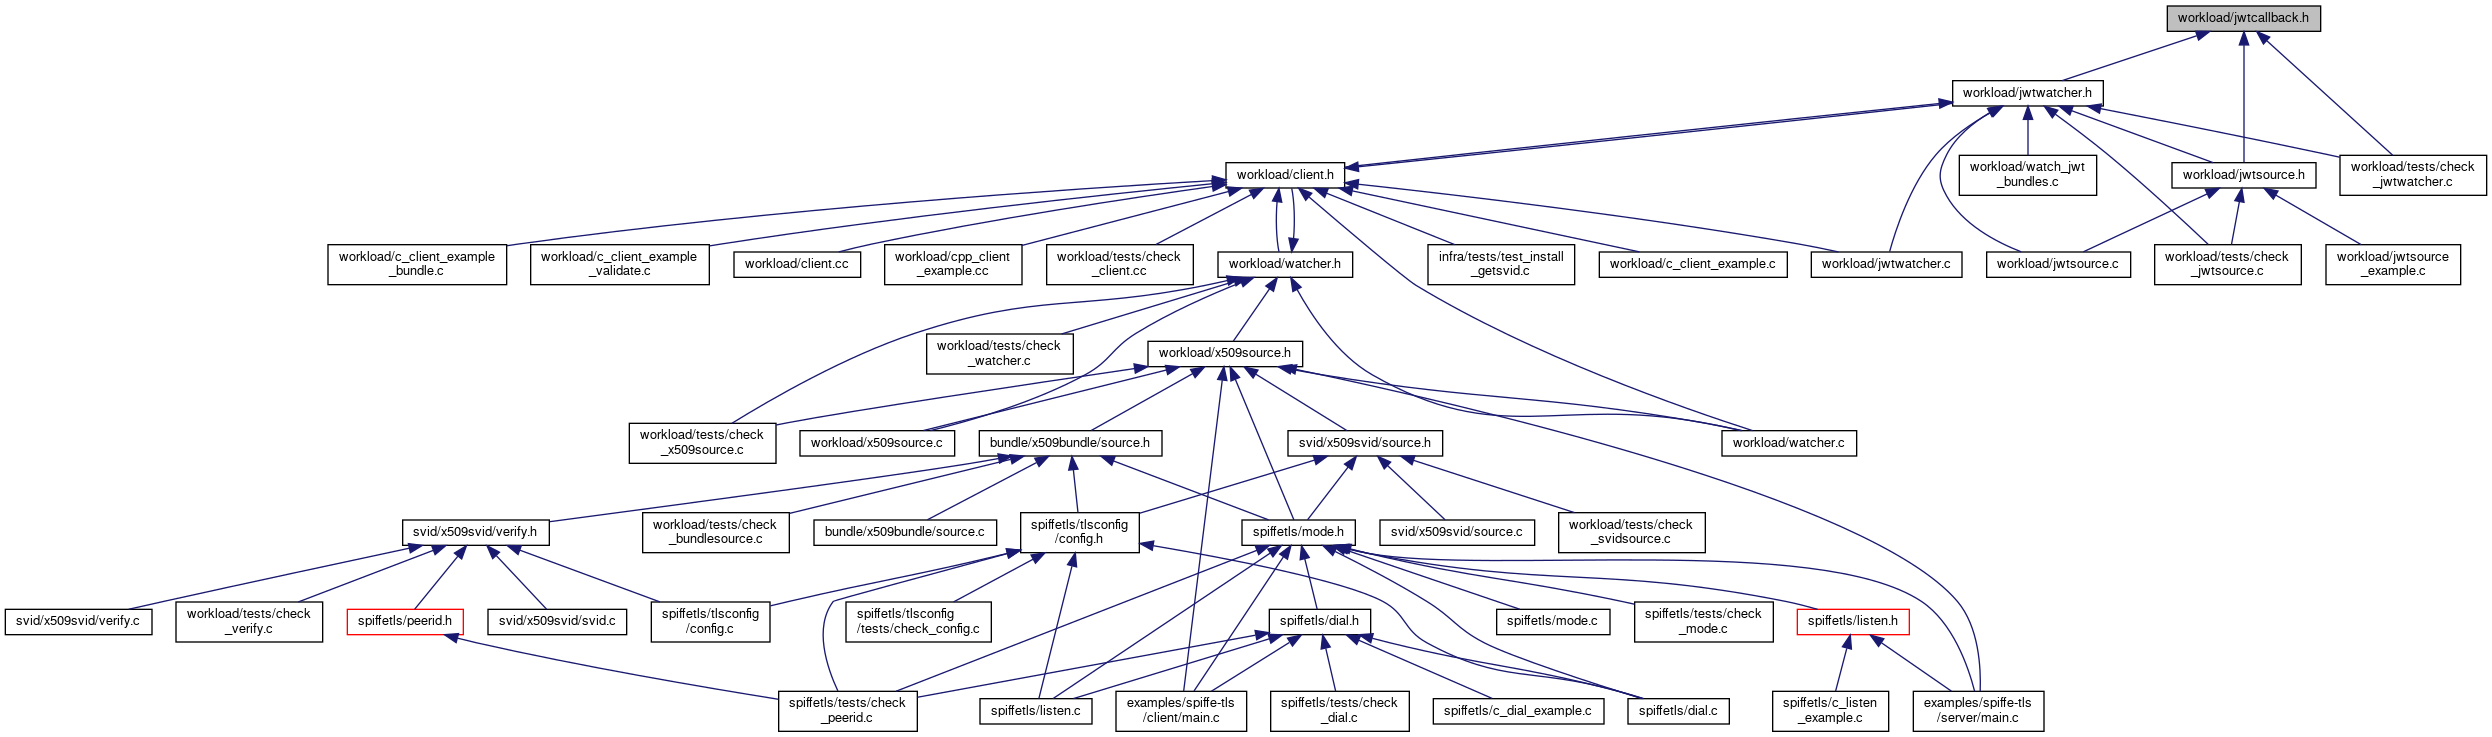 workload/jwtcallback.h
workload/jwtwatcher.h
workload/client.h
workload/watch_jwt
_bundles.c
workload/jwtsource.h
workload/tests/check
_jwtwatcher.c
workload/c_client_example
_bundle.c
workload/c_client_example
_validate.c
workload/client.cc
workload/cpp_client
_example.cc
workload/tests/check
_client.cc
workload/watcher.h
infra/tests/test_install
_getsvid.c
workload/c_client_example.c
workload/jwtwatcher.c
workload/jwtsource.c
workload/tests/check
_jwtsource.c
workload/jwtsource
_example.c
workload/tests/check
_watcher.c
workload/x509source.h
workload/tests/check
_x509source.c
workload/x509source.c
bundle/x509bundle/source.h
svid/x509svid/source.h
workload/watcher.c
svid/x509svid/verify.h
workload/tests/check
_bundlesource.c
bundle/x509bundle/source.c
spiffetls/tlsconfig
/config.h
spiffetls/mode.h
svid/x509svid/source.c
workload/tests/check
_svidsource.c
svid/x509svid/verify.c
workload/tests/check
_verify.c
spiffetls/peerid.h
svid/x509svid/svid.c
spiffetls/tlsconfig
/config.c
spiffetls/tlsconfig
/tests/check_config.c
spiffetls/dial.h
spiffetls/mode.c
spiffetls/tests/check
_mode.c
spiffetls/listen.h
spiffetls/tests/check
_peerid.c
spiffetls/listen.c
examples/spiffe-tls
/client/main.c
spiffetls/tests/check
_dial.c
spiffetls/c_dial_example.c
spiffetls/dial.c
spiffetls/c_listen
_example.c
examples/spiffe-tls
/server/main.c